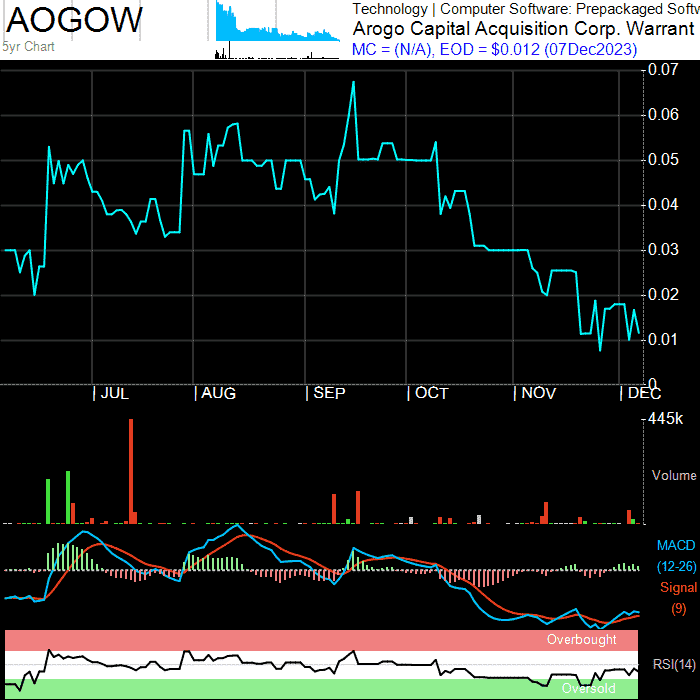 AOGOW
5yr Chart
Technology | Computer Software: Prepackaged Softw
Arogo Capital Acquisition Corp. Warrant
MC = (N/A), EOD = $0.012 (07Dec2023)
0.07
0.06
0.05
0.04
0.03
0.02
0.01
0
| JUL | AUG | SEP | OCT | NOV | DEC
445k
Volume
MACD
(12-26)
Signal
(9)
Overbought
RSI(14)
Oversold